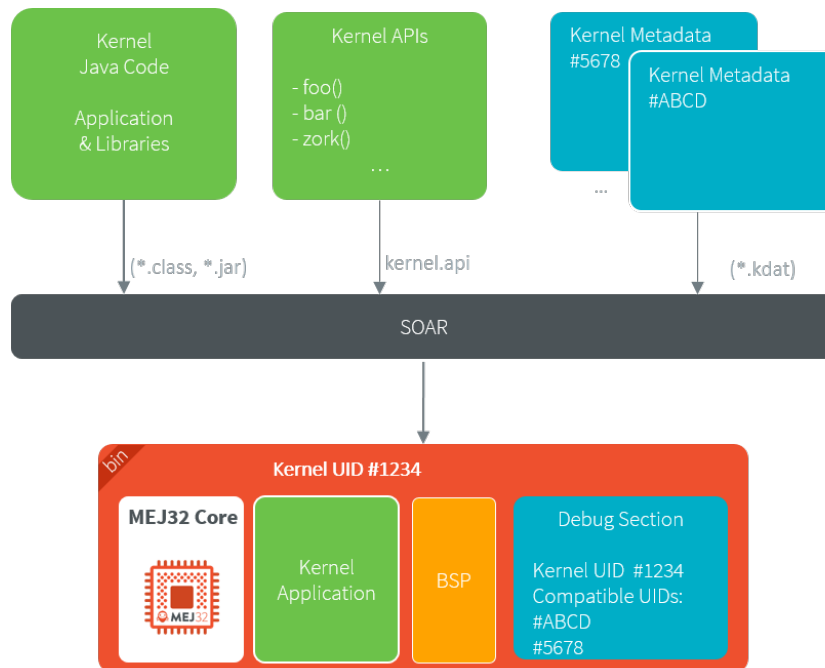 Kernel
Java Code
Application
& Libraries
Kernel APIs
- foo()
- bar ()
- zork()
...
Kernel Metadata
#5678
Kernel Metadata
#ABCD
...
(*.class, *.jar)
kernel.api
(*.kdat)
SOAR
bin
Kernel UID #1234
MEJ32 Core
MEJ32
Kernel
Application
BSP
Debug Section
Kernel UID #1234
Compatible UIDs:
#ABCD
#5678